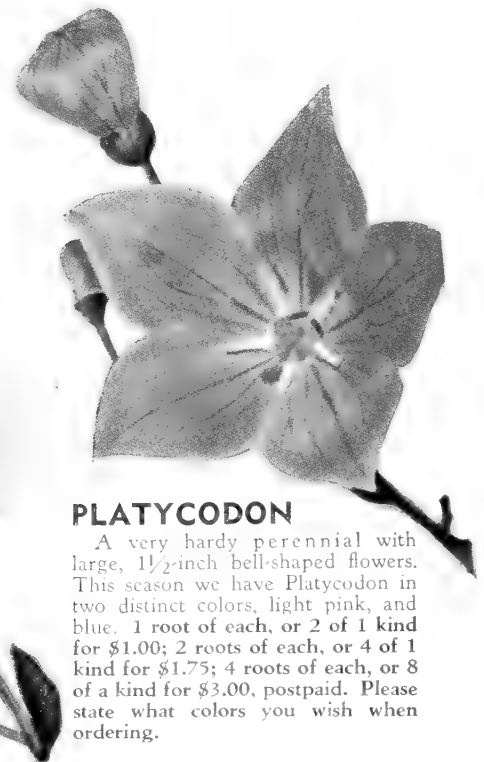 PLATYCODON
A very hardy perennial with
large, 1½-inch bell-shaped flowers.
This season we have Platycodon in
two distinct colors, light pink, and
blue. 1 root of each, or 2 of 1 kind
for $1.00; 2 roots of each, or 4 of 1
kind for $1.75; 4 roots of each, or 8
of a kind for $3.00, postpaid. Please
state what colors you wish when
ordering.